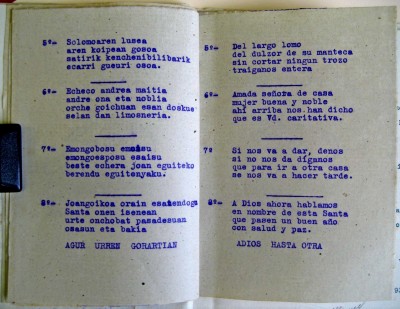 5º— Solomoaren lusea
aren koipean gosoa
satirik kenchenibilibarik
ecarri gueuri osoa.
6º— Echeco andrea maitia
andre ona eta noblia
orche goichuan esan doskue
selan dan limosneria.
7º— Emongobosu emaisu
emongoesposu esaisu
beste echera joan eguiteko
berendu eguitenyaku.
8º— Joangoikoa orain esaitendogu
Santa onen isenean
urte onchobat pasadesuan
osasun eta bakia
AGUR URREN GORARTIAN
5º— Del largo lomo
del dulzor de su manteca
sin cortar ningun trozo
traiganos entera
6º— Amada señora de casa
mujer buena y noble
ahi arriba nos han dicho
que es Vd. caritativa.
7º Si nos va a dar, denos
si no nos da díganos
que para ir a otra casa
se nos va a hacer tarde.
8º— A Dios ahora hablamos
en nombre de esta Santa
que pasen un buen año
con salud y paz.
ADIOS HASTA OTRA